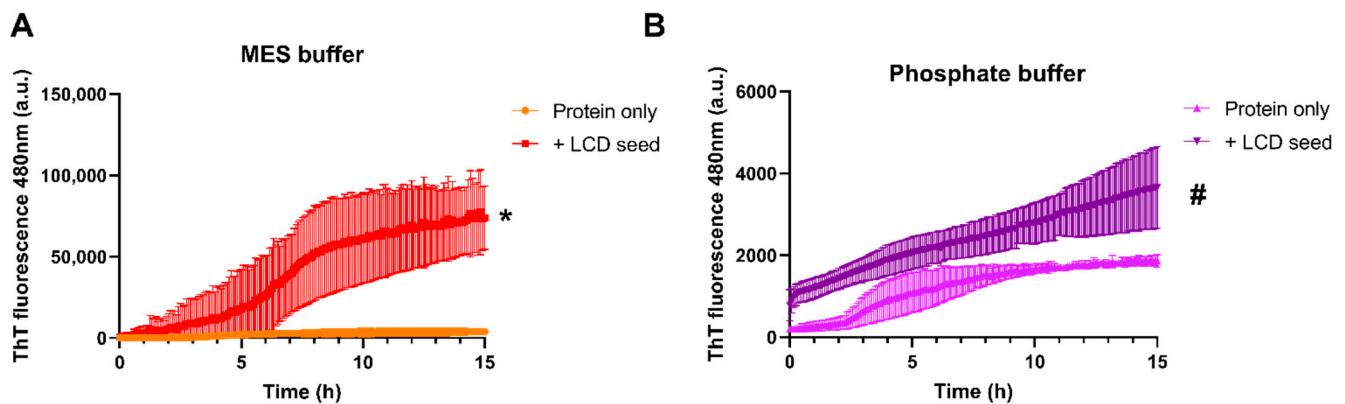 A
MES buffer
ThT fluorescence 480nm (a.u.)
150,000
100,000
50,000
0
0 5 10 15
Time (h)
Protein only
+ LCD seed
*
B
Phosphate buffer
ThT fluorescence 480nm (a.u.)
6000
4000
2000
0
0 5 10 15
Time (h)
Protein only
+ LCD seed
#